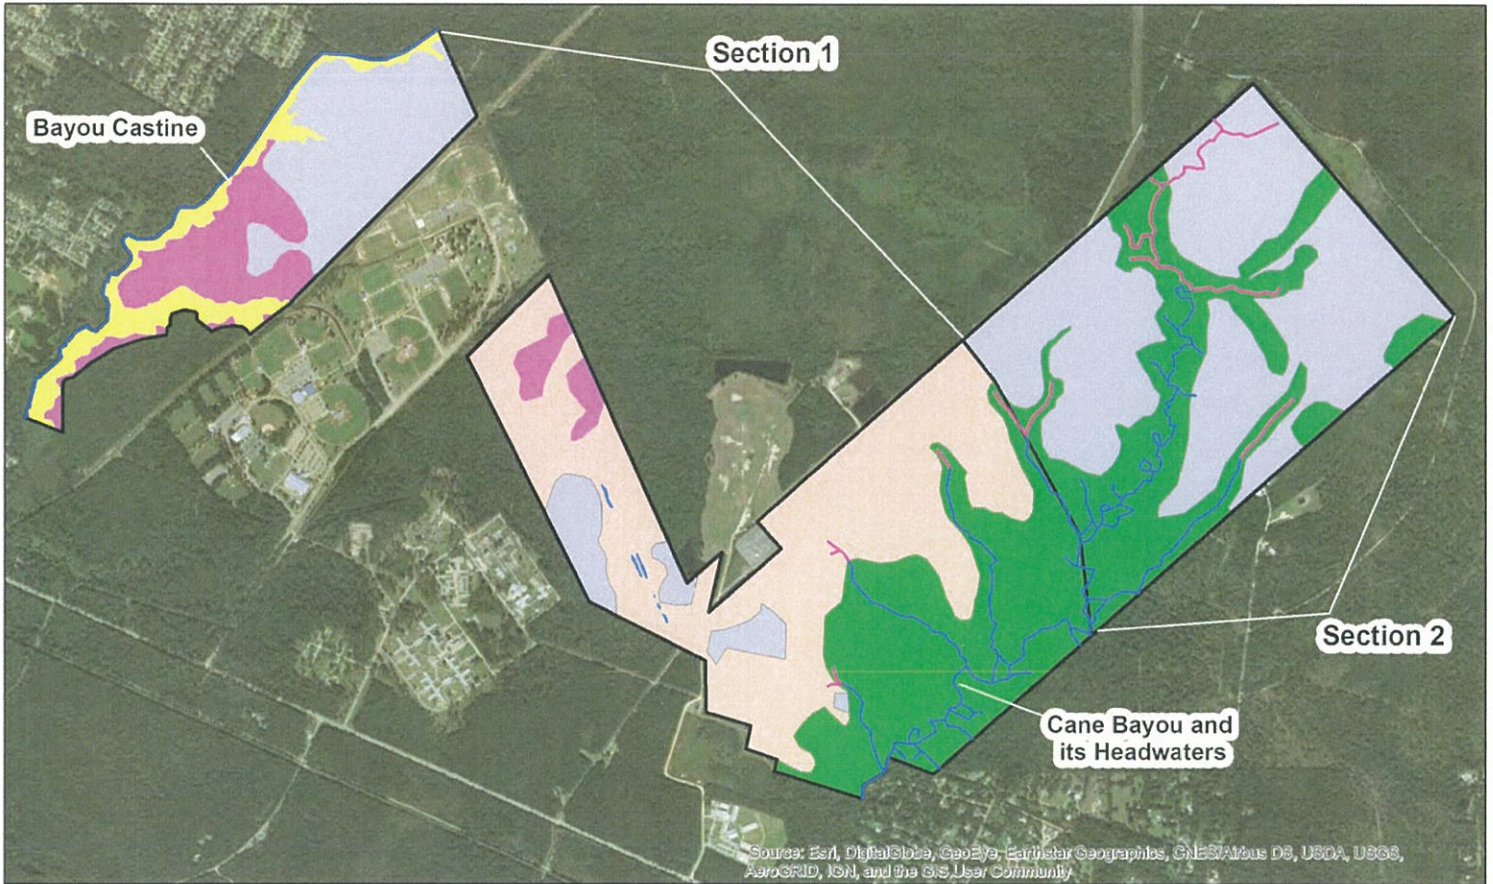 Section 1
Bayou Castine
Section 2
Cane Bayou and
its Headwaters
Source: Esri, DigitalGlobe, GeoEye, Earthstar Geographics, CNES/Airbus DS, USDA, USGS,
AeroGRID, IGN, and the GIS User Community